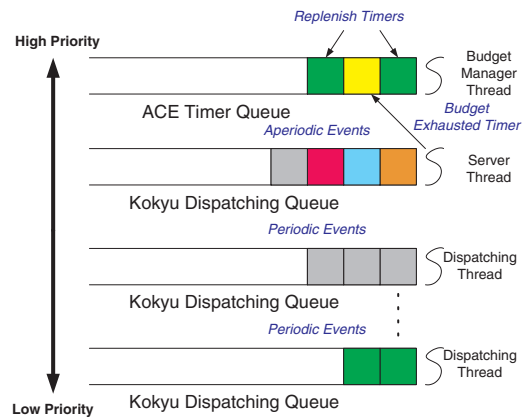 Replenish Timers
High Priority
Budget
Manager
Thread
ACE Timer Queue
Budget
Exhausted Timer
Aperiodic Events
Server
Thread
Kokyu Dispatching Queue
Periodic Events
Dispatching
Thread
Kokyu Dispatching Queue
Periodic Events
Dispatching
Thread
Low Priority
Kokyu Dispatching Queue